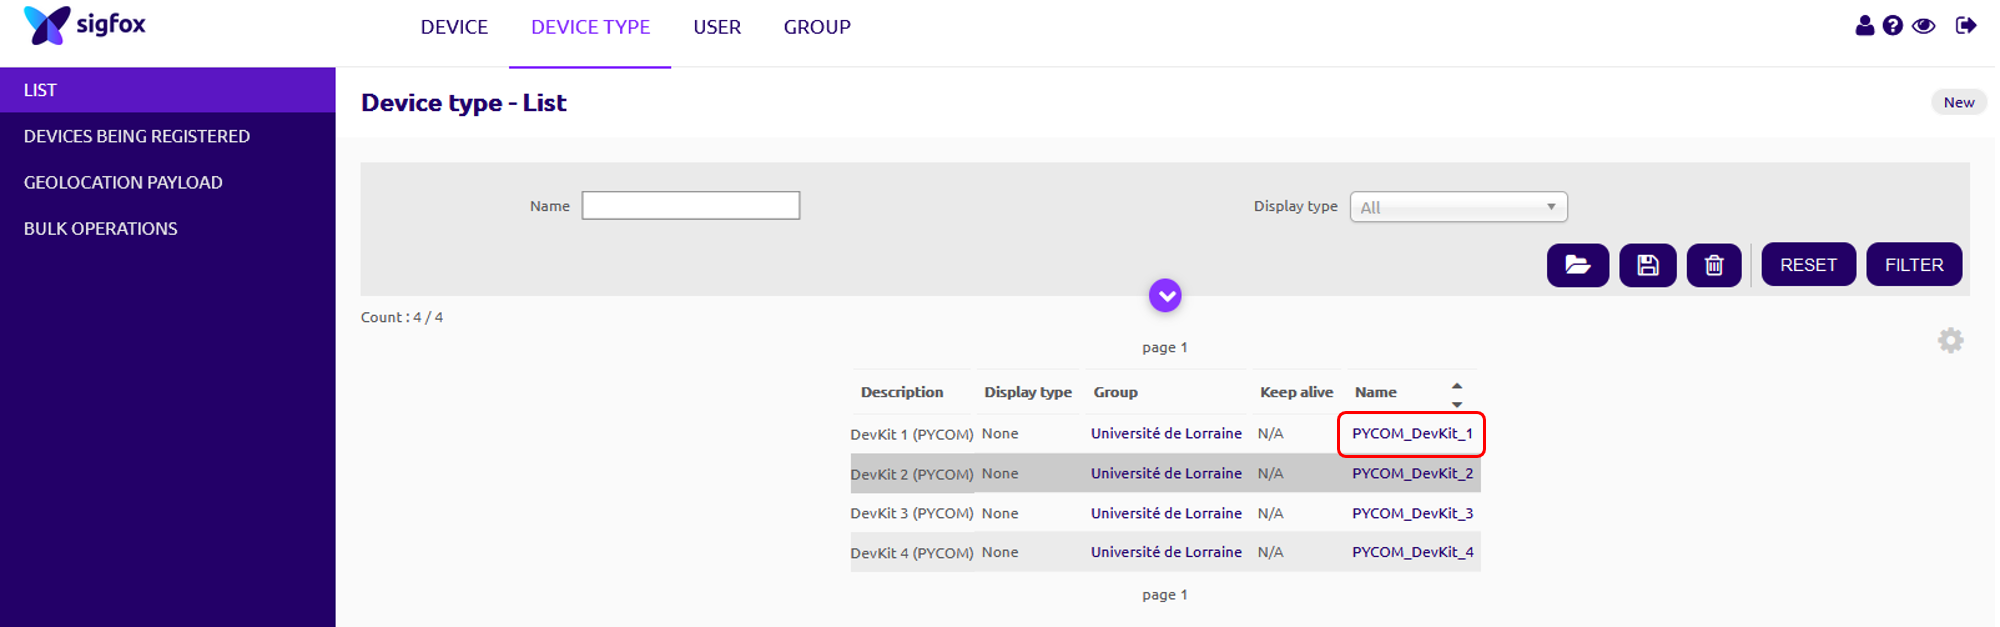 sigfox
DEVICE DEVICE TYPE USER GROUP
LIST
DEVICES BEING REGISTERED
GEOLOCATION PAYLOAD
BULK OPERATIONS
Device type - List
New
Name
Display type All
RESET FILTER
Count : 4 / 4
page 1
Description Display type Group Keep alive Name
DevKit 1 (PYCOM) None Université de Lorraine N/A PYCOM_DevKit_1
DevKit 2 (PYCOM) None Université de Lorraine N/A PYCOM_DevKit_2
DevKit 3 (PYCOM) None Université de Lorraine N/A PYCOM_DevKit_3
DevKit 4 (PYCOM) None Université de Lorraine N/A PYCOM_DevKit_4
page 1